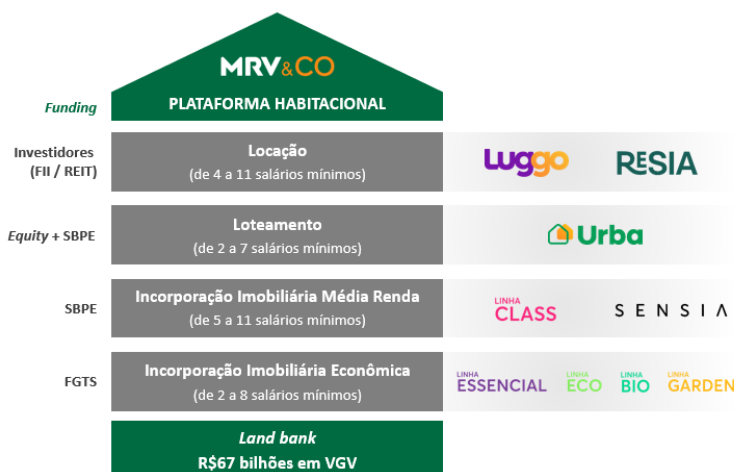 MRV&CO
PLATAFORMA HABITACIONAL
Funding
Investidores
(FII / REIT)
Locação
(de 4 a 11 salários mínimos)
Luggo
RESIA
Equity + SBPE
Loteamento
(de 2 a 7 salários mínimos)
Urba
SBPE
Incorporação Imobiliária Média Renda
(de 5 a 11 salários mínimos)
LINHA
CLASS
SENSIA
FGTS
Incorporação Imobiliária Econômica
(de 2 a 8 salários mínimos)
LINHA
ESSENCIAL
LINHA
ECO
LINHA
BIO
LINHA
GARDEN
Land bank
R$67 bilhões em VGV